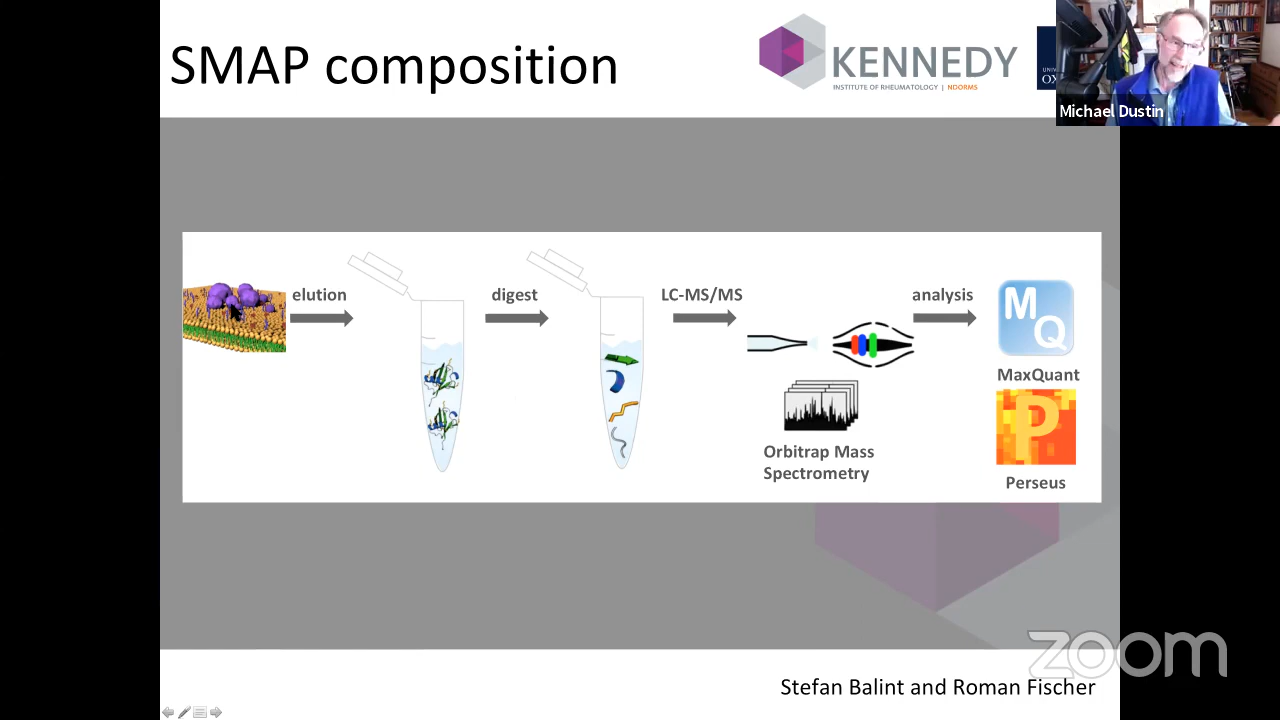 SMAP composition
KENNEDY
INSTITUTE OF RHEUMATOLOGY | NDORMS
Michael Dustin
elution
digest
LC-MS/MS
analysis
MQ
MaxQuant
P
Perseus
Orbitrap Mass
Spectrometry
zoom
Stefan Balint and Roman Fischer